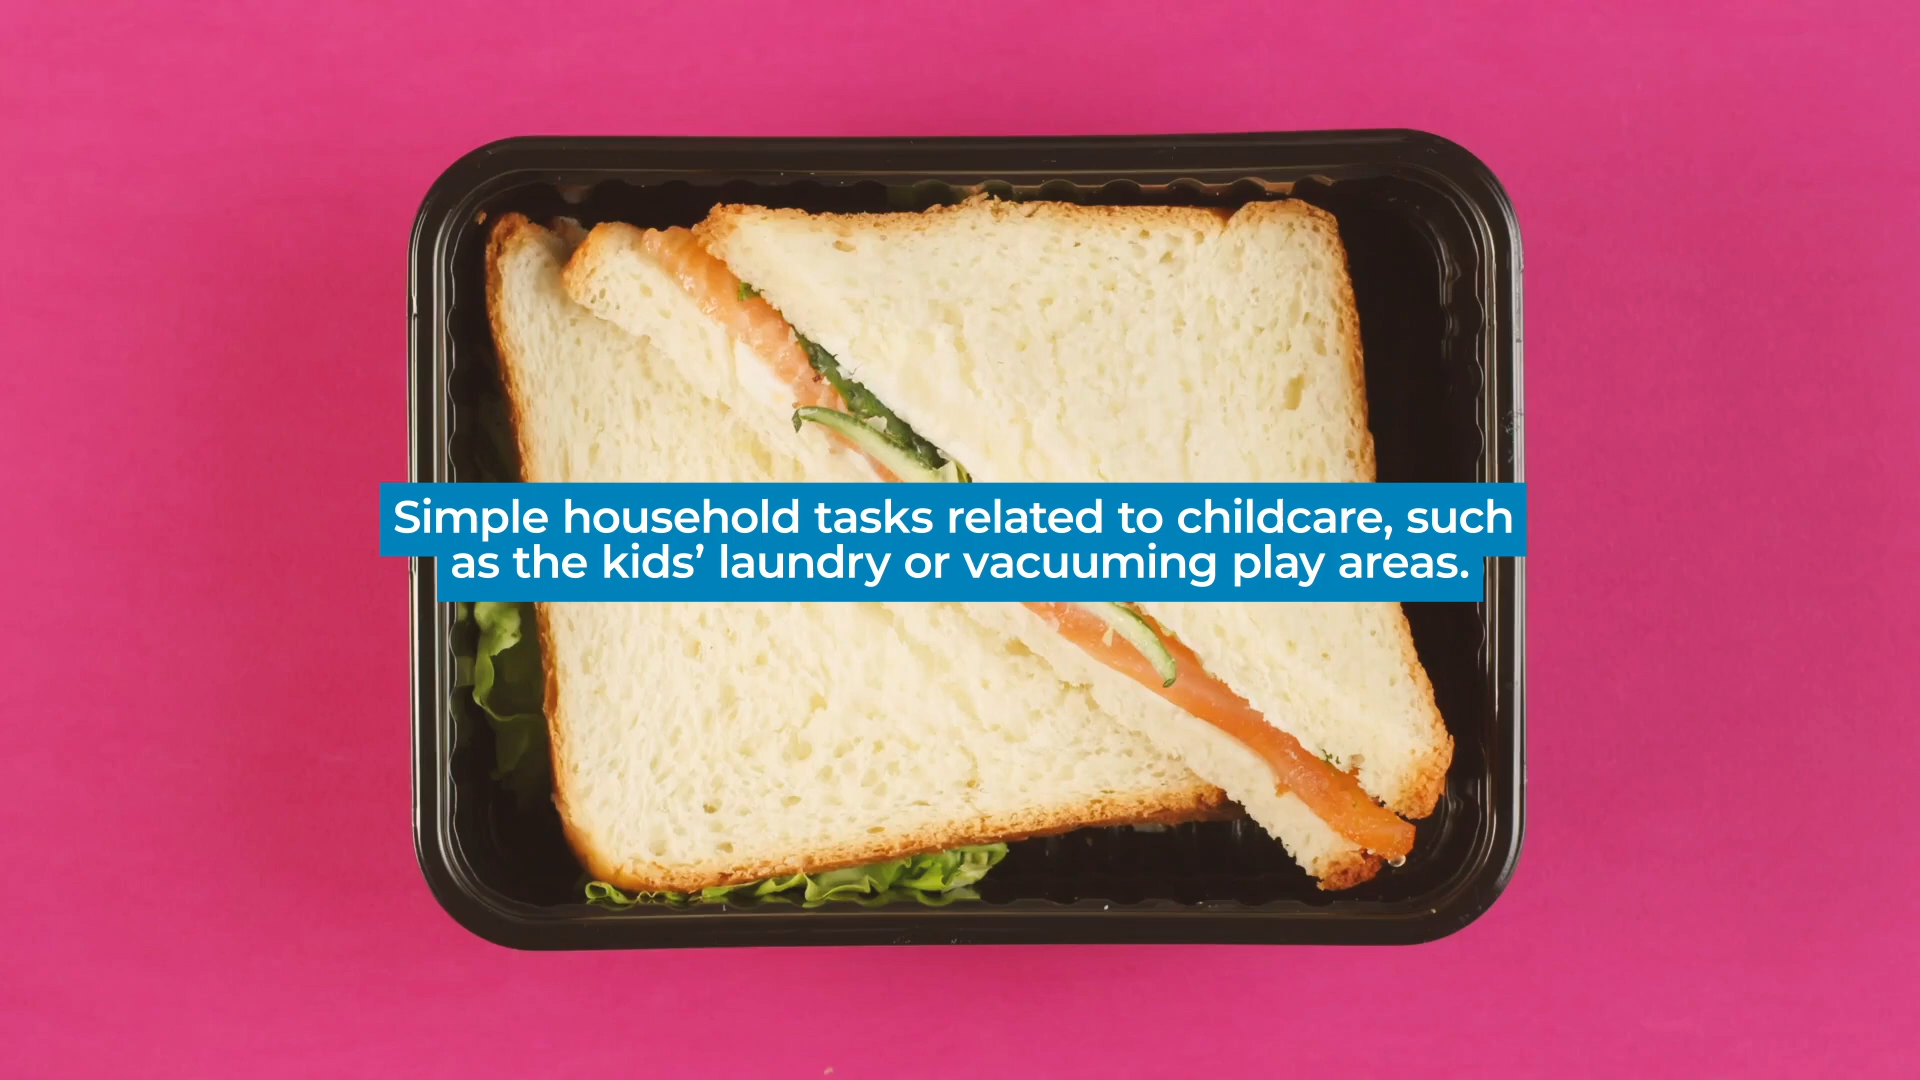 Simple household tasks related to childcare, such
as the kids’ laundry or vacuuming play areas.